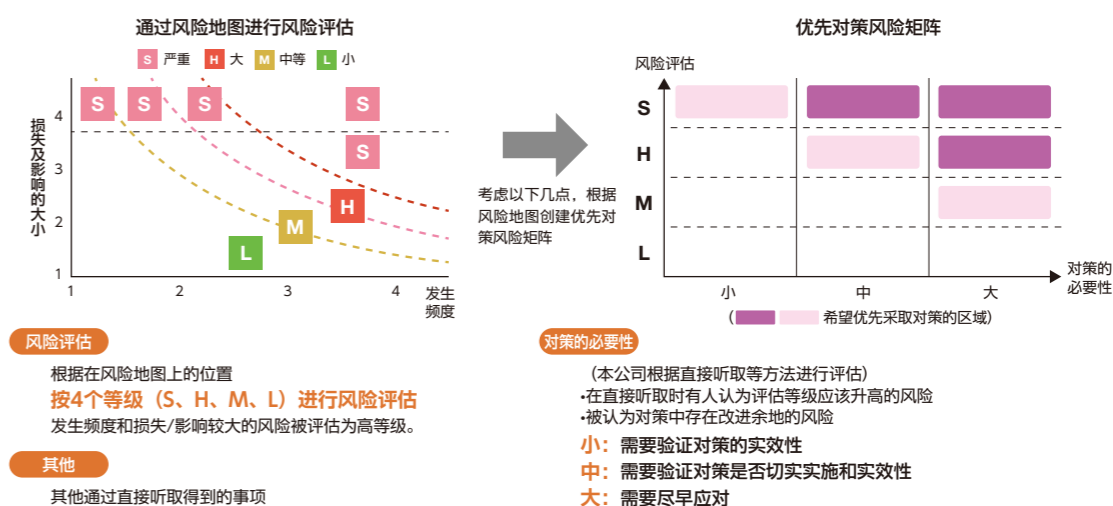 通过风险地图进行风险评估
S 严重 H 大 M 中等 L 小
损失及影响的大小
4
3
2
1
S S S S
S
H
M
L
1 2 3 4 发生
频度
考虑以下几点，根据
风险地图创建优先对
策风险矩阵
优先对策风险矩阵
风险评估
S
H
M
L
小 中 大
对策的
必要性
（ 希望优先采取对策的区域）
风险评估
根据在风险地图上的位置
按4个等级（S、H、M、L）进行风险评估
发生频度和损失/影响较大的风险被评估为高等级。
其他
其他通过直接听取得到的事项
对策的必要性
（本公司根据直接听取等方法进行评估）
•在直接听取时有人认为评估等级应该升高的风险
•被认为对策中存在改进余地的风险
小：需要验证对策的实效性
中：需要验证对策是否切实实施和实效性
大：需要尽早应对